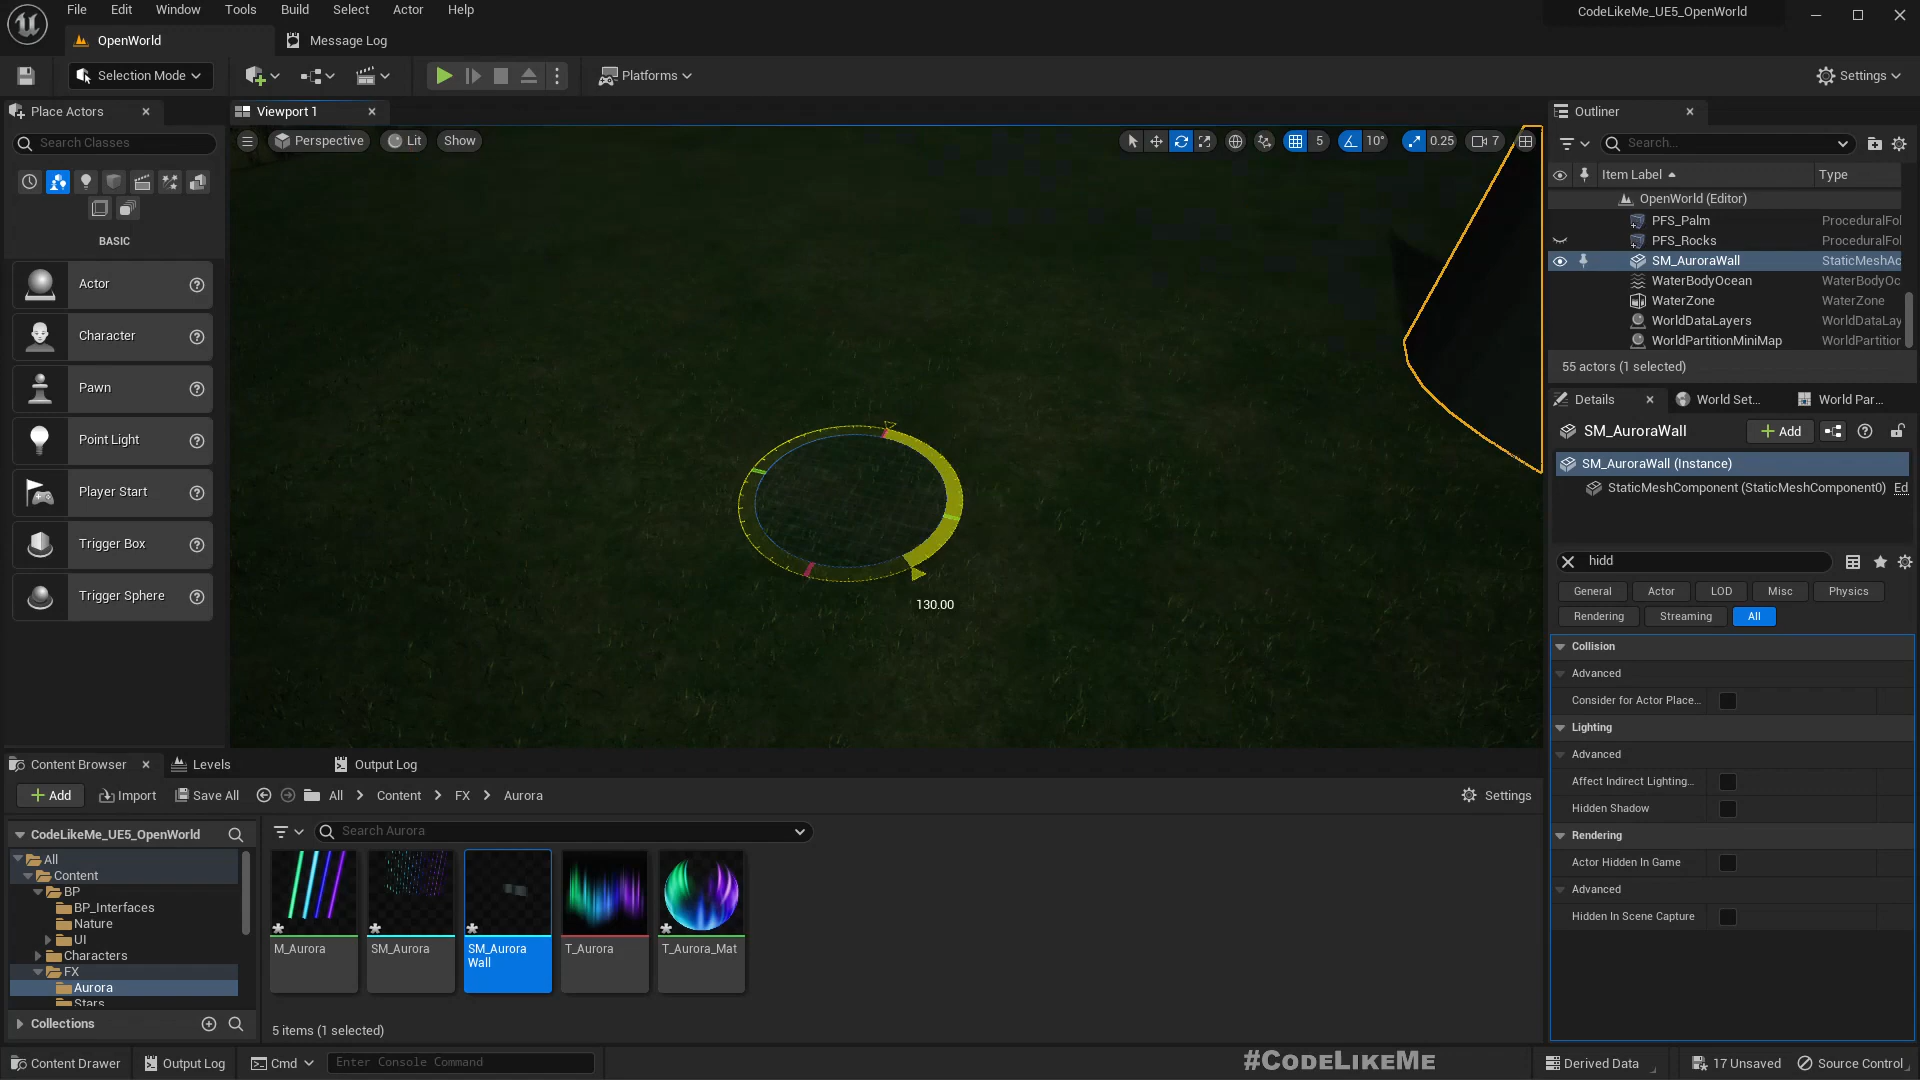 File Edit Window Tools Build Select Actor Help
CodeLikeMe_UE5_OpenWorld
OpenWorld
Message Log
Selection Mode
Platforms
Settings
Place Actors
Search Classes
BASIC
Actor
Character
Pawn
Point Light
Player Start
Trigger Box
Trigger Sphere
Viewport 1
Perspective
Lit
Show
5
10°
0.25
7
130.00
Outliner
Search...
Item Label
Type
OpenWorld (Editor)
PFS_Palm ProceduralFol
PFS_Rocks ProceduralFol
SM_AuroraWall StaticMeshAc
WaterBodyOcean WaterBodyOc
WaterZone WaterZone
WorldDataLayers WorldDataLay
WorldPartitionMiniMap WorldPartition
55 actors (1 selected)
Details
World Set...
World Par...
SM_AuroraWall
Add
SM_AuroraWall (Instance)
StaticMeshComponent (StaticMeshComponent0) Ed
hidd
General Actor LOD Misc Physics
Rendering Streaming All
Collision
Advanced
Consider for Actor Place...
Lighting
Advanced
Affect Indirect Lighting...
Hidden Shadow
Rendering
Actor Hidden In Game
Advanced
Hidden In Scene Capture
Content Browser
Levels
Output Log
Add
Import
Save All
All
Content
FX
Aurora
Settings
CodeLikeMe_UE5_OpenWorld
All
Content
BP
BP_Interfaces
Nature
UI
Characters
FX
Aurora
Stars
Collections
Search Aurora
M_Aurora
SM_Aurora
SM_Aurora
Wall
T_Aurora
T_Aurora_Mat
5 items (1 selected)
Content Drawer
Output Log
Cmd
Enter Console Command
#CodeLikeMe
Derived Data
17 Unsaved
Source Control